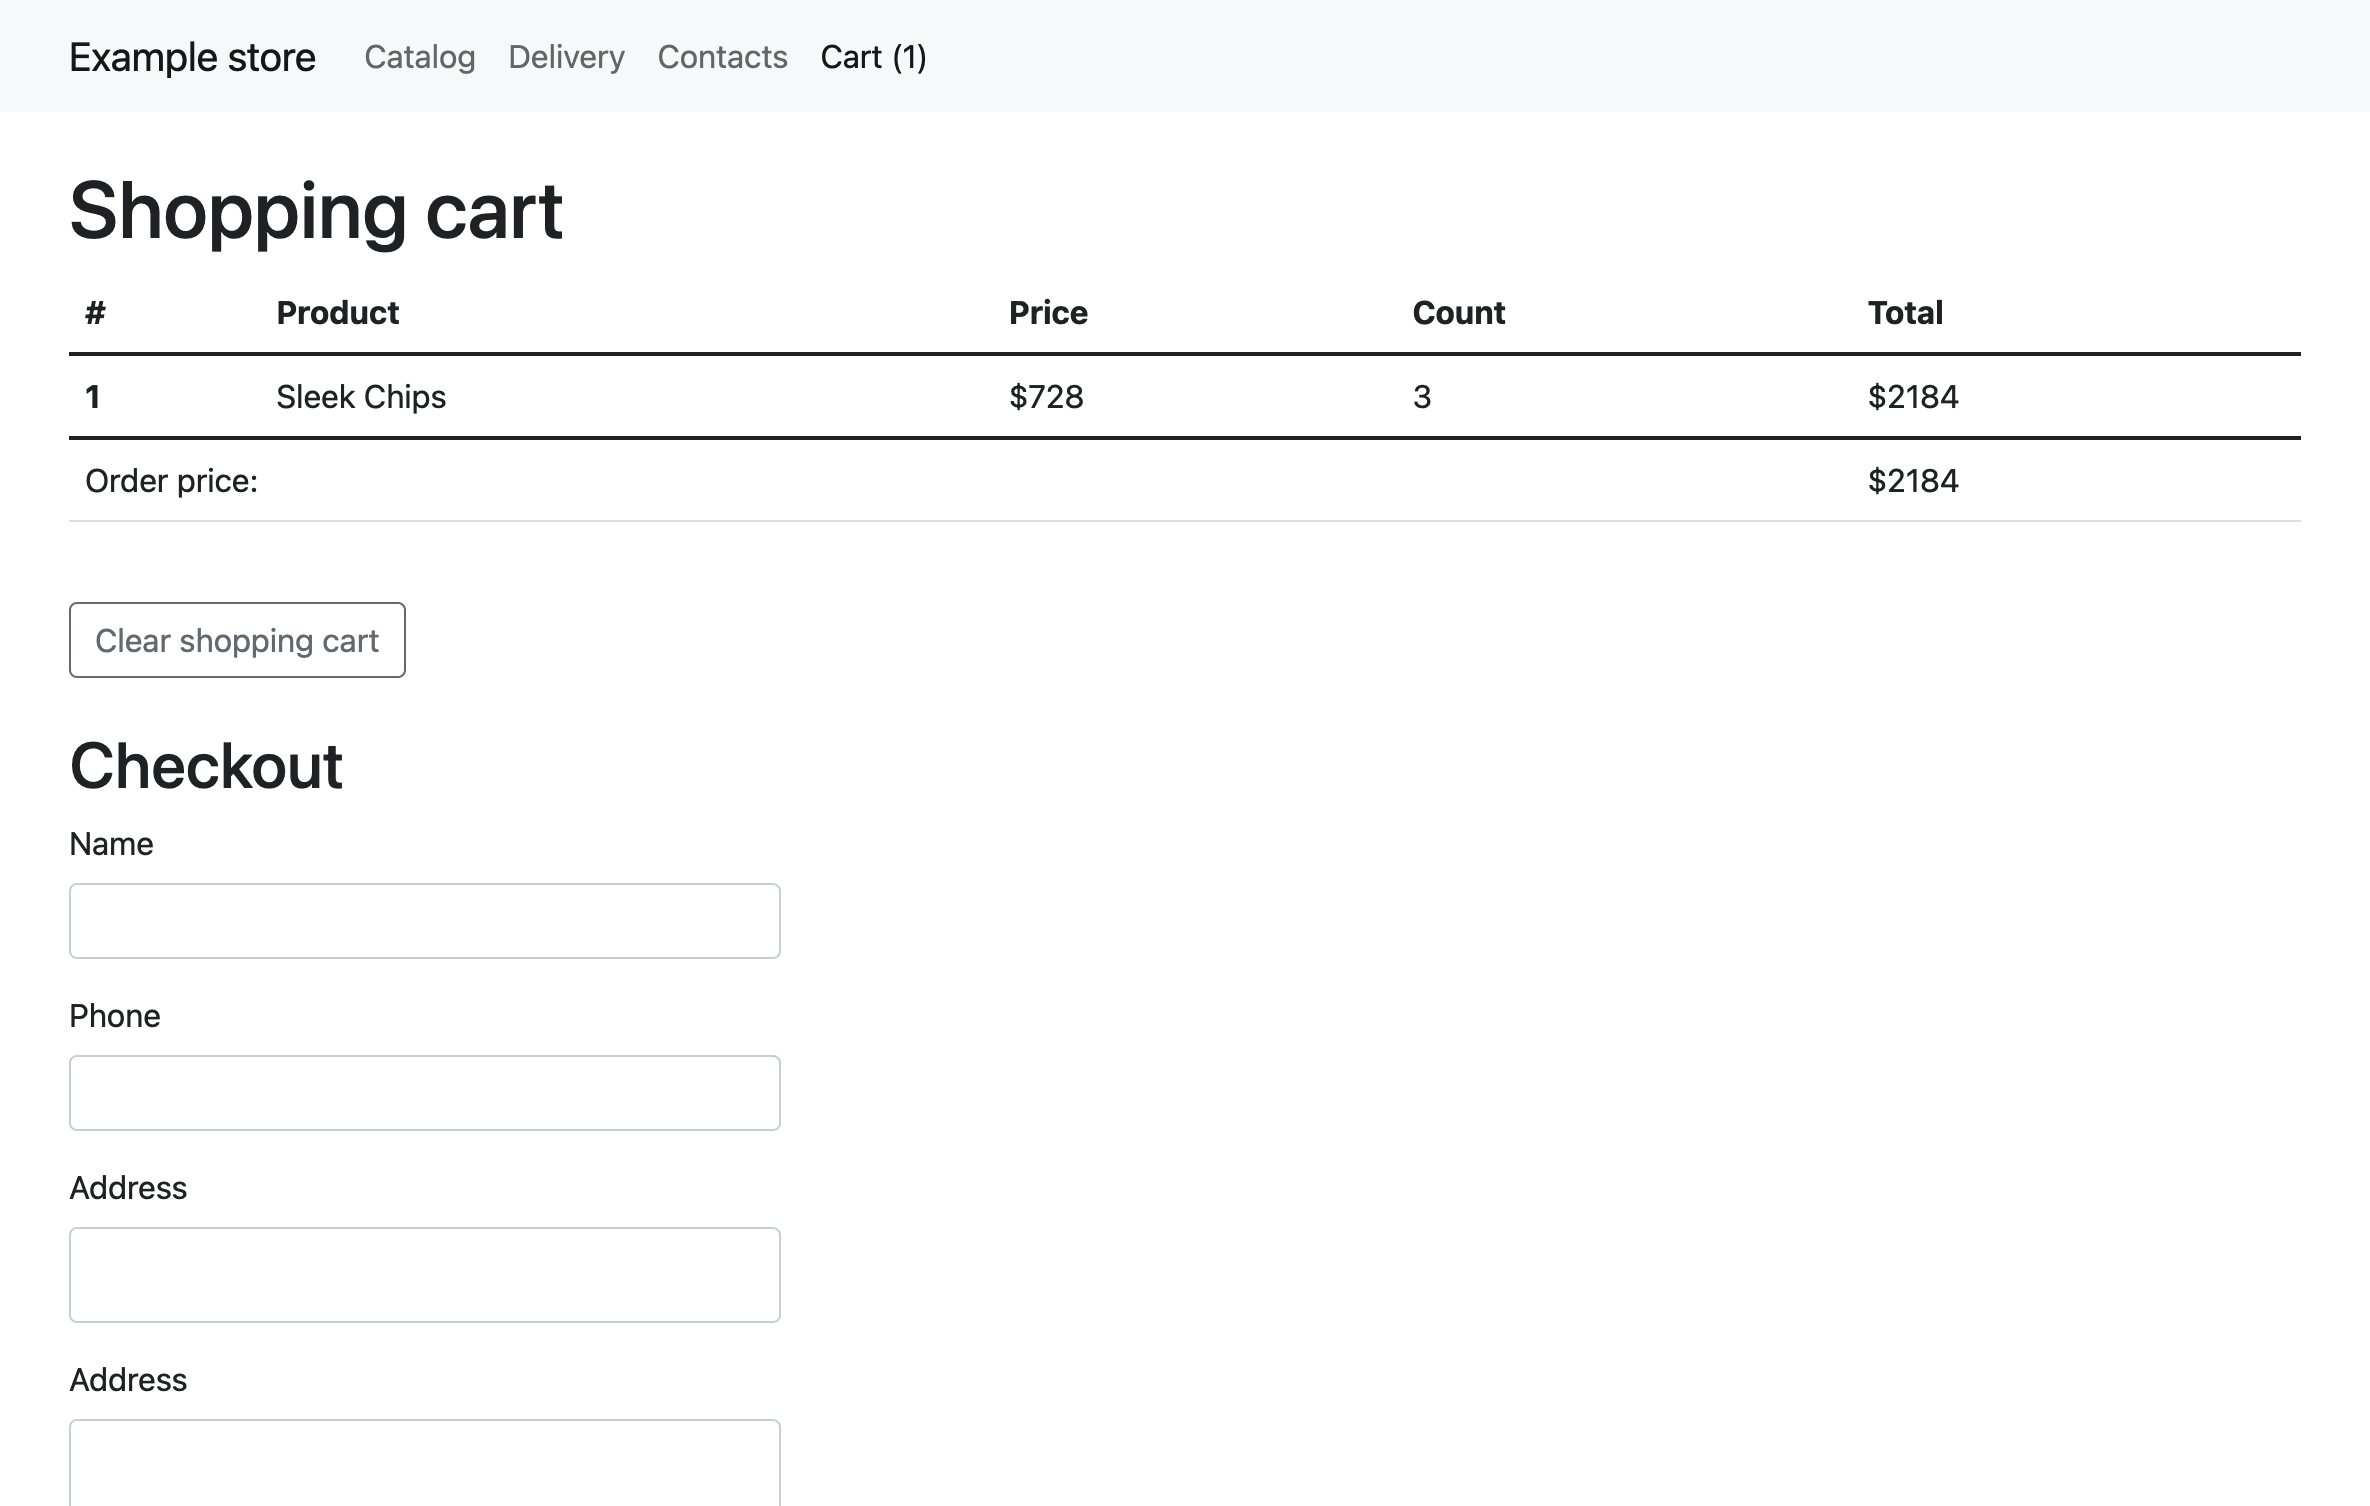 Example store Catalog Delivery Contacts Cart (1)
Shopping cart
# Product Price Count Total
1 Sleek Chips $728 3 $2184
Order price: $2184
Clear shopping cart
Checkout
Name
Phone
Address
Address